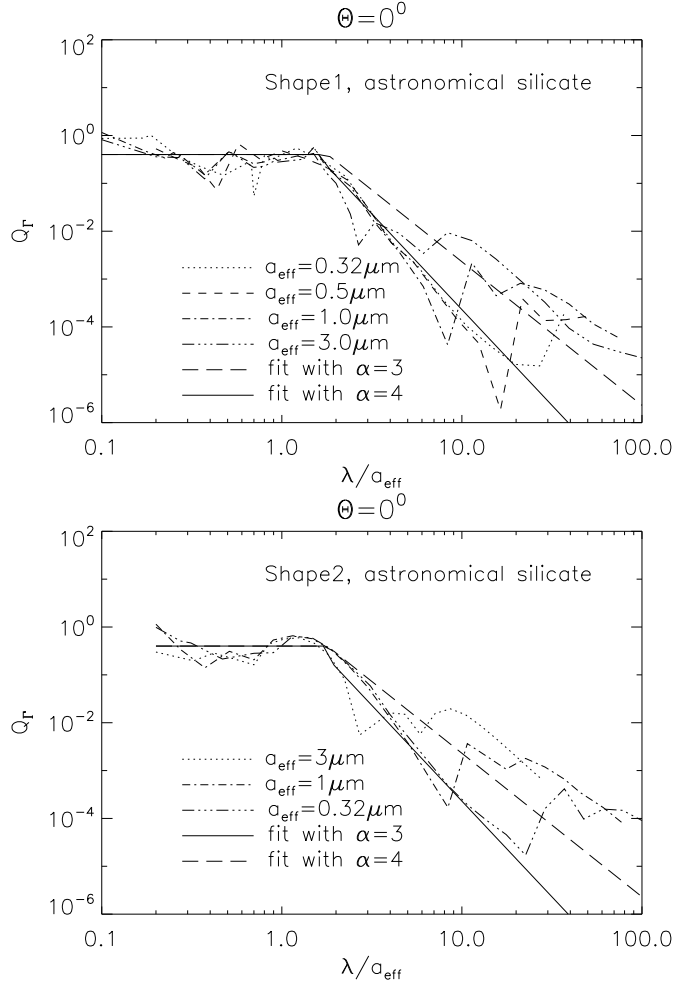 Θ=0⁰
10²
10⁰
10⁻²
10⁻⁴
10⁻⁶
Q_Γ
Shape1, astronomical silicate
a_eff=0.32μm
a_eff=0.5μm
a_eff=1.0μm
a_eff=3.0μm
fit with α=3
fit with α=4
0.1 1.0 10.0 100.0
λ/a_eff
Θ=0⁰
10²
10⁰
10⁻²
10⁻⁴
10⁻⁶
Q_Γ
Shape2, astronomical silicate
a_eff=3μm
a_eff=1μm
a_eff=0.32μm
fit with α=3
fit with α=4
0.1 1.0 10.0 100.0
λ/a_eff